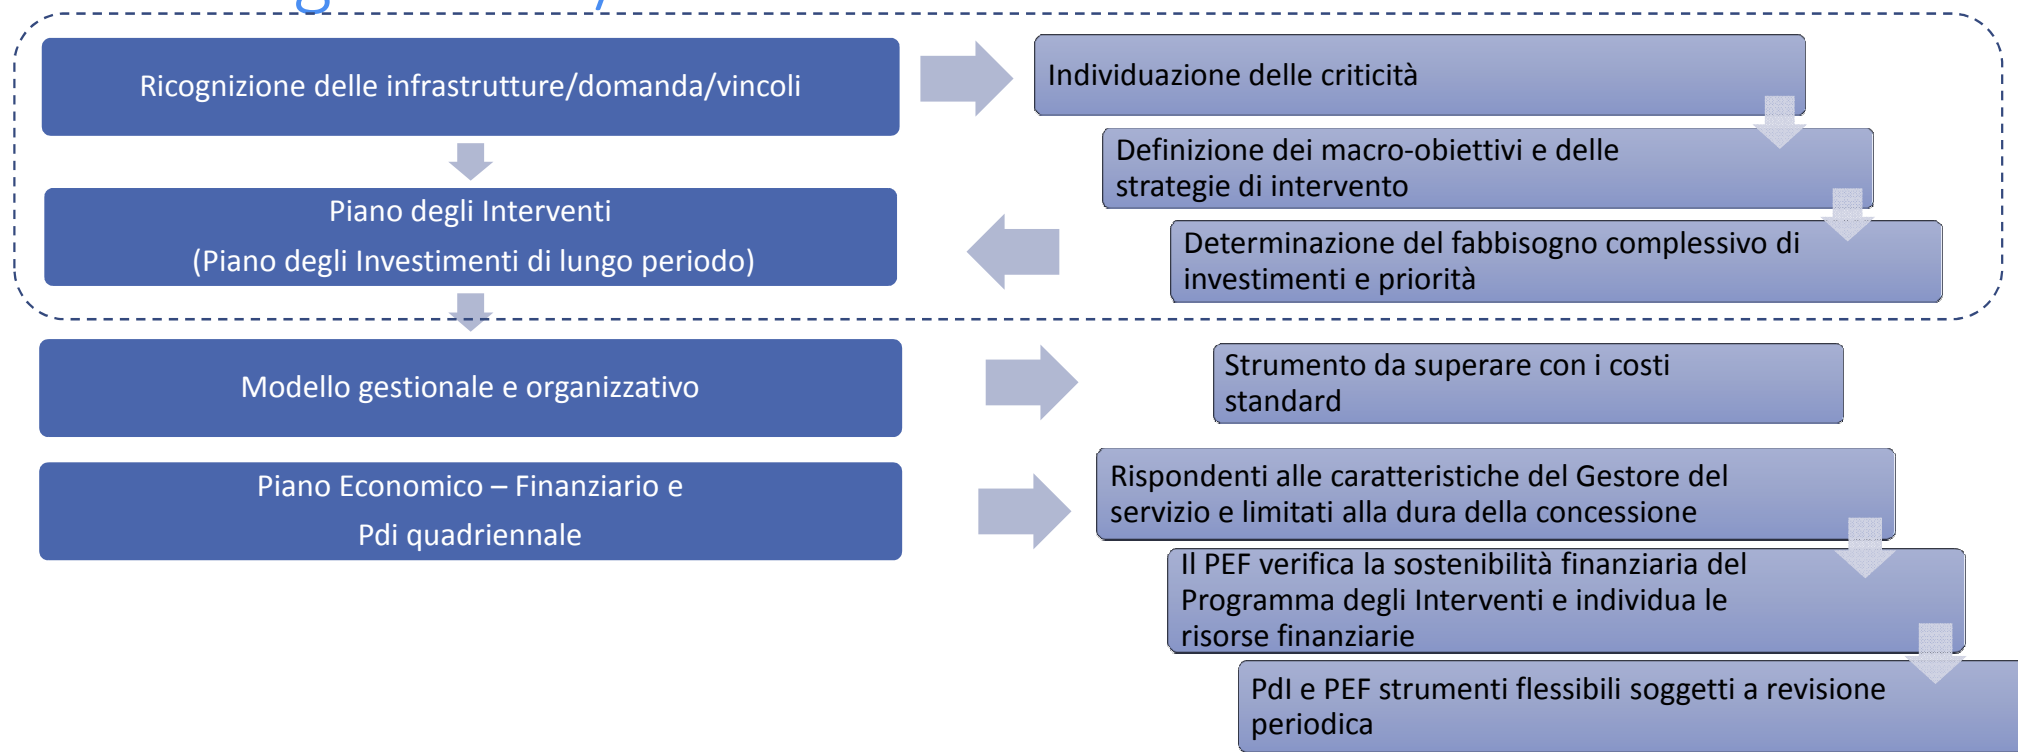 Ricognizione delle infrastrutture/domanda/vincoli
Individuazione delle criticità
Definizione dei macro-obiettivi e delle
strategie di intervento
Piano degli Interventi
(Piano degli Investimenti di lungo periodo)
Determinazione del fabbisogno complessivo di
investimenti e priorità
Modello gestionale e organizzativo
Strumento da superare con i costi
standard
Piano Economico – Finanziario e
Pdi quadriennale
Rispondenti alle caratteristiche del Gestore del
servizio e limitati alla dura della concessione
Il PEF verifica la sostenibilità finanziaria del
Programma degli Interventi e individua le
risorse finanziarie
PdI e PEF strumenti flessibili soggetti a revisione
periodica